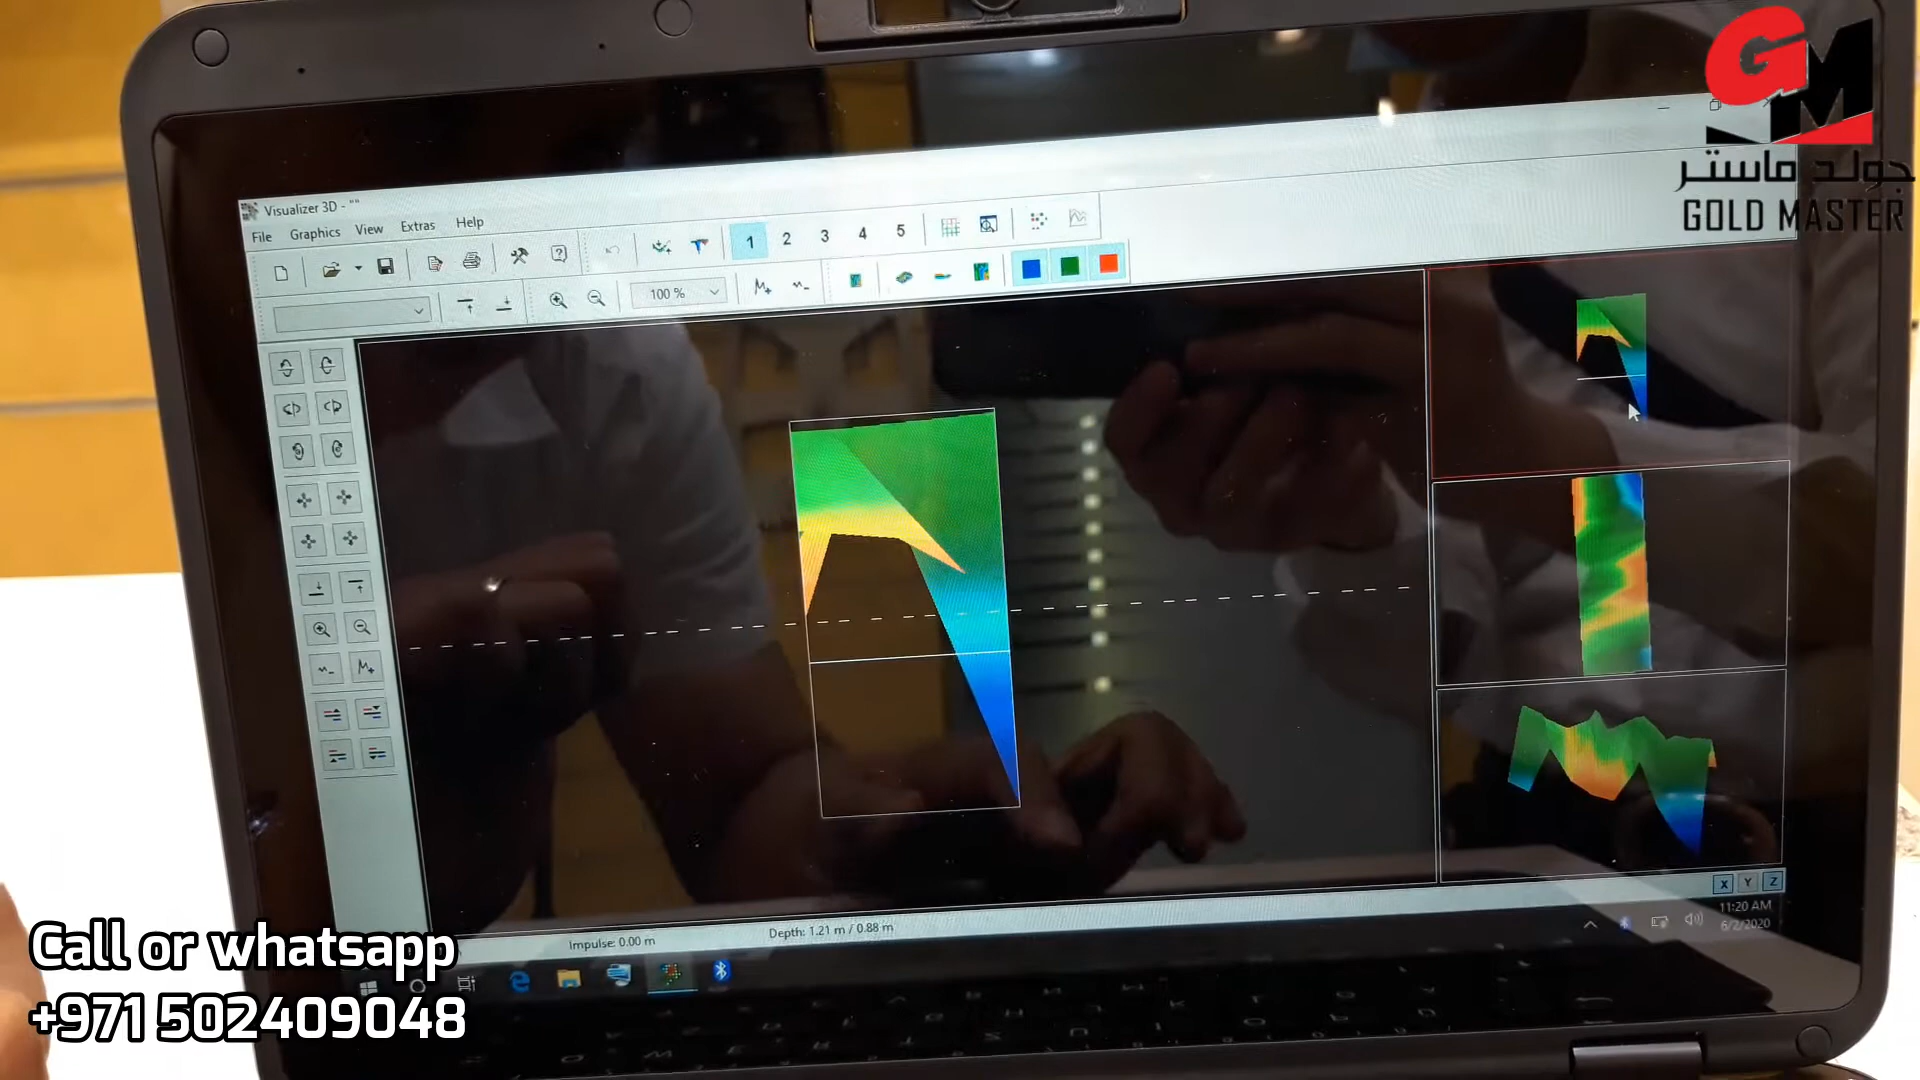 GM
جولد ماستر
GOLD MASTER
Visualizer 3D - ""
File Graphics View Extras Help
1 2 3 4 5
100 %
Impulse: 0.00 m
Depth: 1.21 m / 0.88 m
X Y Z
11:20 AM
6/2/2020
Call or whatsapp
+971 502409048